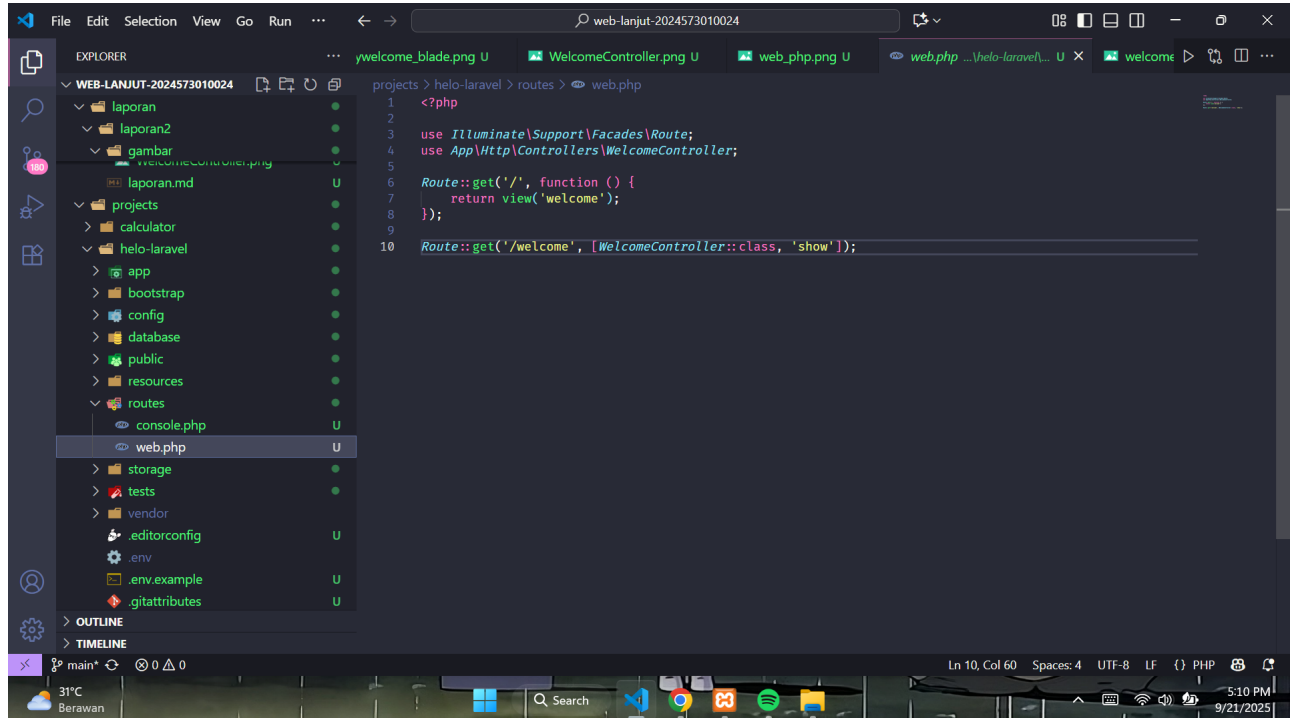 File Edit Selection View Go Run ··· ← → web-lanjut-2024573010024
EXPLORER ···
ywelcome_blade.png U WelcomeController.png U web_php.png U web.php ...\helo-laravel\... U × welcome ···
WEB-LANJUT-2024573010024
projects > helo-laravel > routes > web.php
laporan
laporan2
gambar
WelcomeController.png U
laporan.md U
projects
calculator
helo-laravel
app
bootstrap
config
database
public
resources
routes
console.php U
web.php U
storage
tests
vendor
.editorconfig U
.env
.env.example U
.gitattributes U
OUTLINE
TIMELINE
1 <?php
2
3 use Illuminate\Support\Facades\Route;
4 use App\Http\Controllers\WelcomeController;
5
6 Route::get('/', function () {
7 return view('welcome');
8 });
9
10 Route::get('/welcome', [WelcomeController::class, 'show']);
180
main* 0 0 Ln 10, Col 60 Spaces: 4 UTF-8 LF {} PHP
31°C
Berawan
Search
5:10 PM
9/21/2025